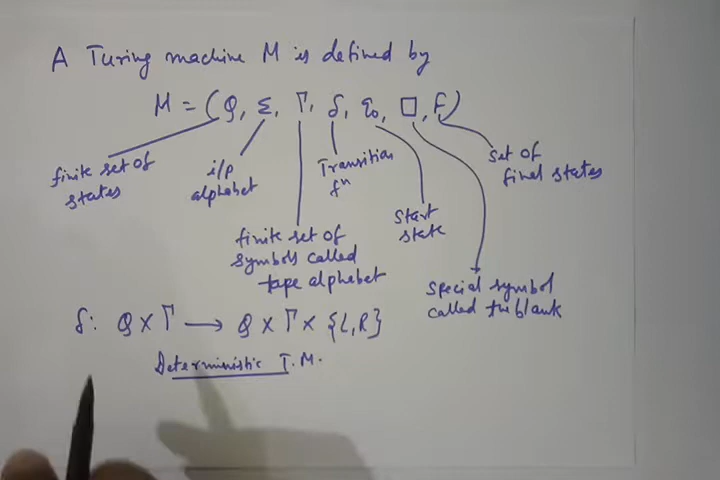 A Turing machine M is defined by
M = (Q, Σ, Γ, δ, q₀, □, F)
finite set of
states
i/p
alphabet
finite set of
symbols called
tape alphabet
Transition
fⁿ
Start
state
special symbol
called the blank
Set of
final states
δ: Q × Γ → Q × Γ × {L, R}
Deterministic T.M.